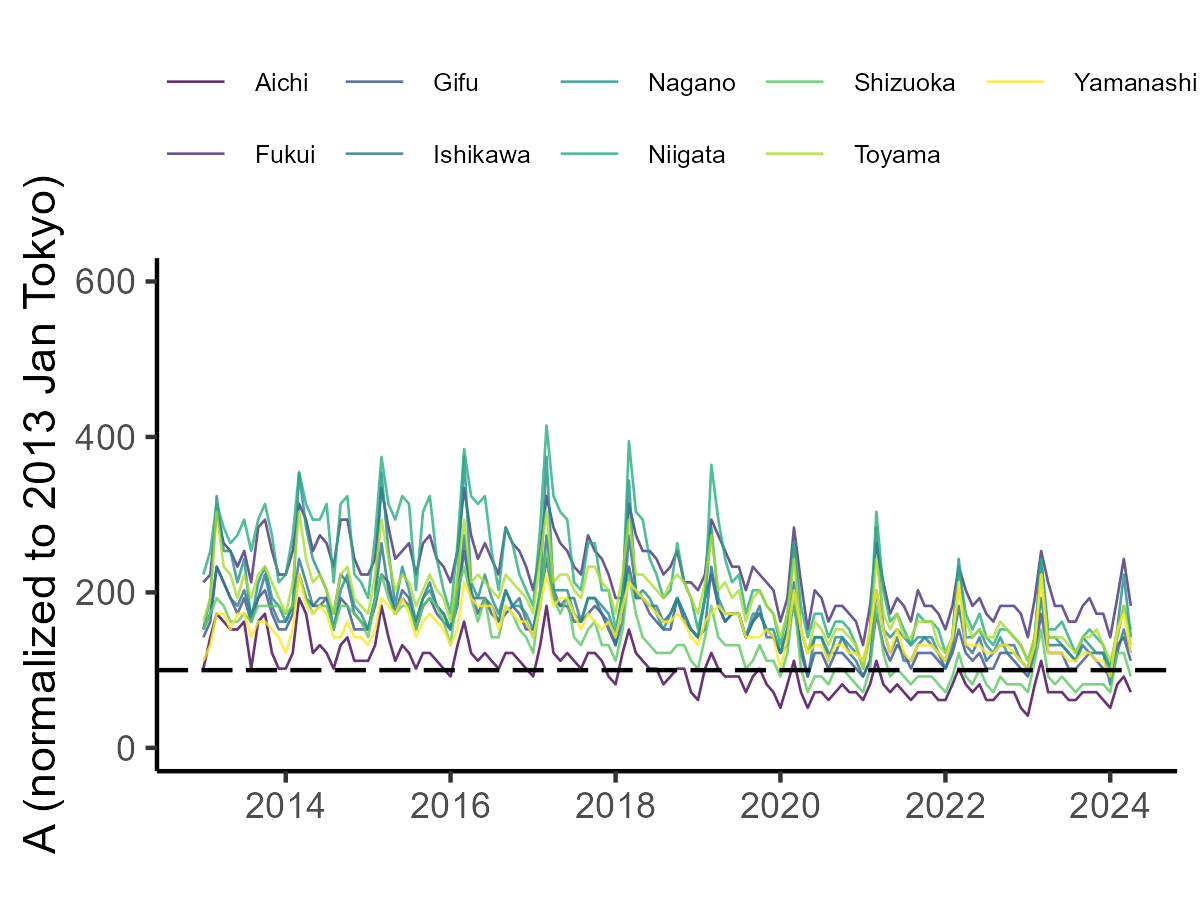 Aichi Gifu Nagano Shizuoka Yamanashi
Fukui Ishikawa Niigata Toyama
A (normalized to 2013 Jan Tokyo)
600
400
200
0
2014 2016 2018 2020 2022 2024